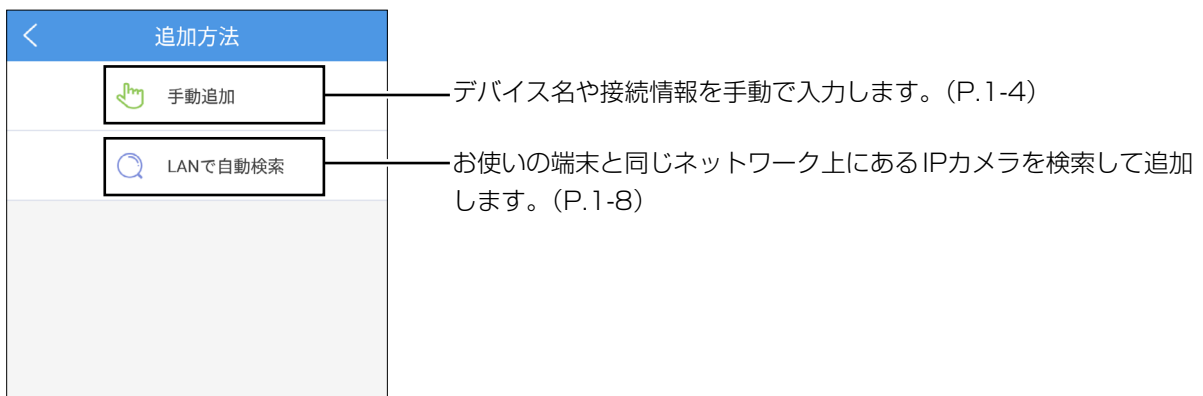 追加方法
手動追加
デバイス名や接続情報を手動で入力します。(P.1-4)
LANで自動検索
お使いの端末と同じネットワーク上にあるIPカメラを検索して追加
します。(P.1-8)